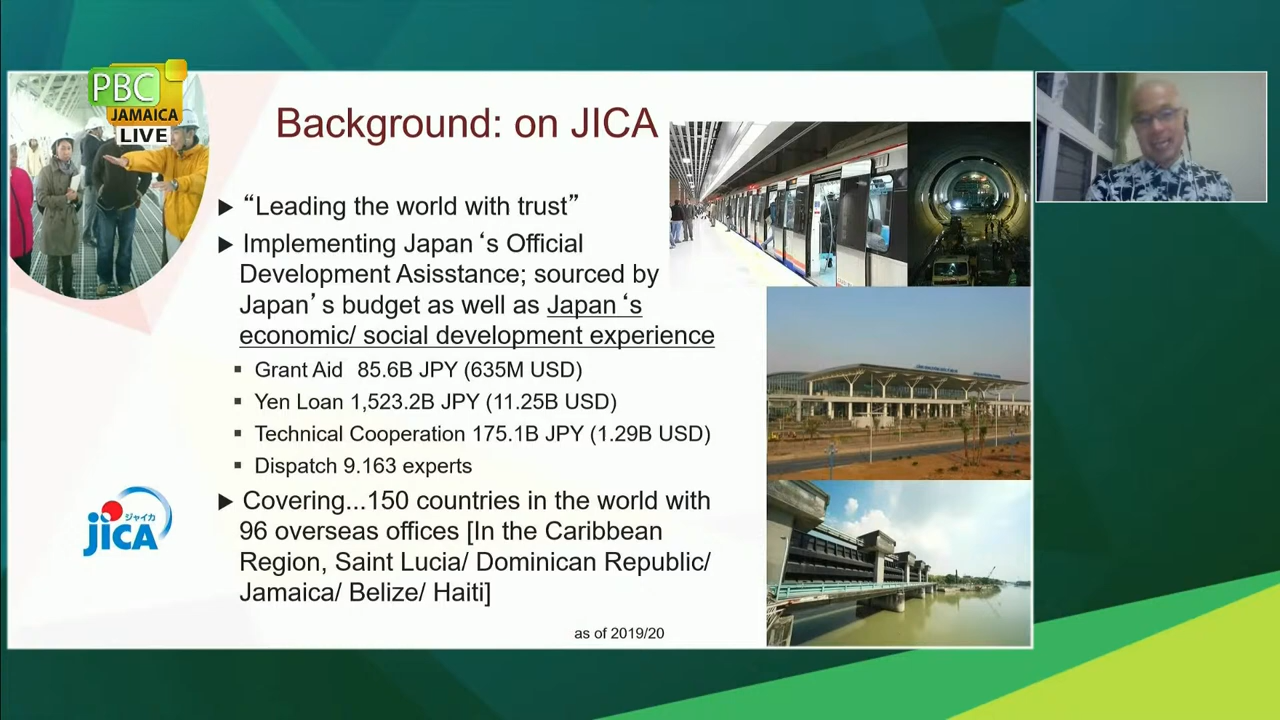 PBC
JAMAICA
LIVE
Background: on JICA
▶ “Leading the world with trust”
▶ Implementing Japan ‘s Official
Development Asisstance; sourced by
Japan’ s budget as well as Japan ‘s
economic/ social development experience
▪ Grant Aid 85.6B JPY (635M USD)
▪ Yen Loan 1,523.2B JPY (11.25B USD)
▪ Technical Cooperation 175.1B JPY (1.29B USD)
▪ Dispatch 9.163 experts
▶ Covering...150 countries in the world with
96 overseas offices [In the Caribbean
Region, Saint Lucia/ Dominican Republic/
Jamaica/ Belize/ Haiti]
ジャイカ
jICA
as of 2019/20